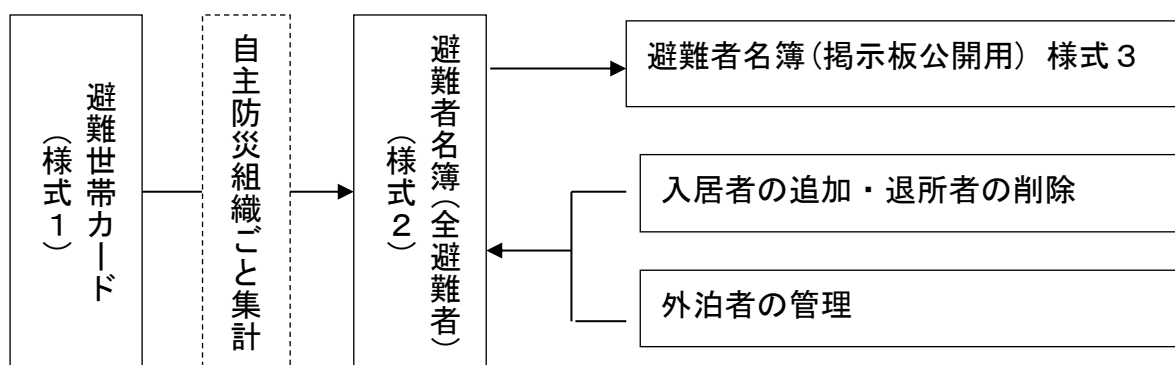 避難世帯カード
（様式１）
自主防災組織ごと集計
避難者名簿（全避難者）
（様式２）
避難者名簿（掲示板公開用）様式３
入居者の追加・退所者の削除
外泊者の管理